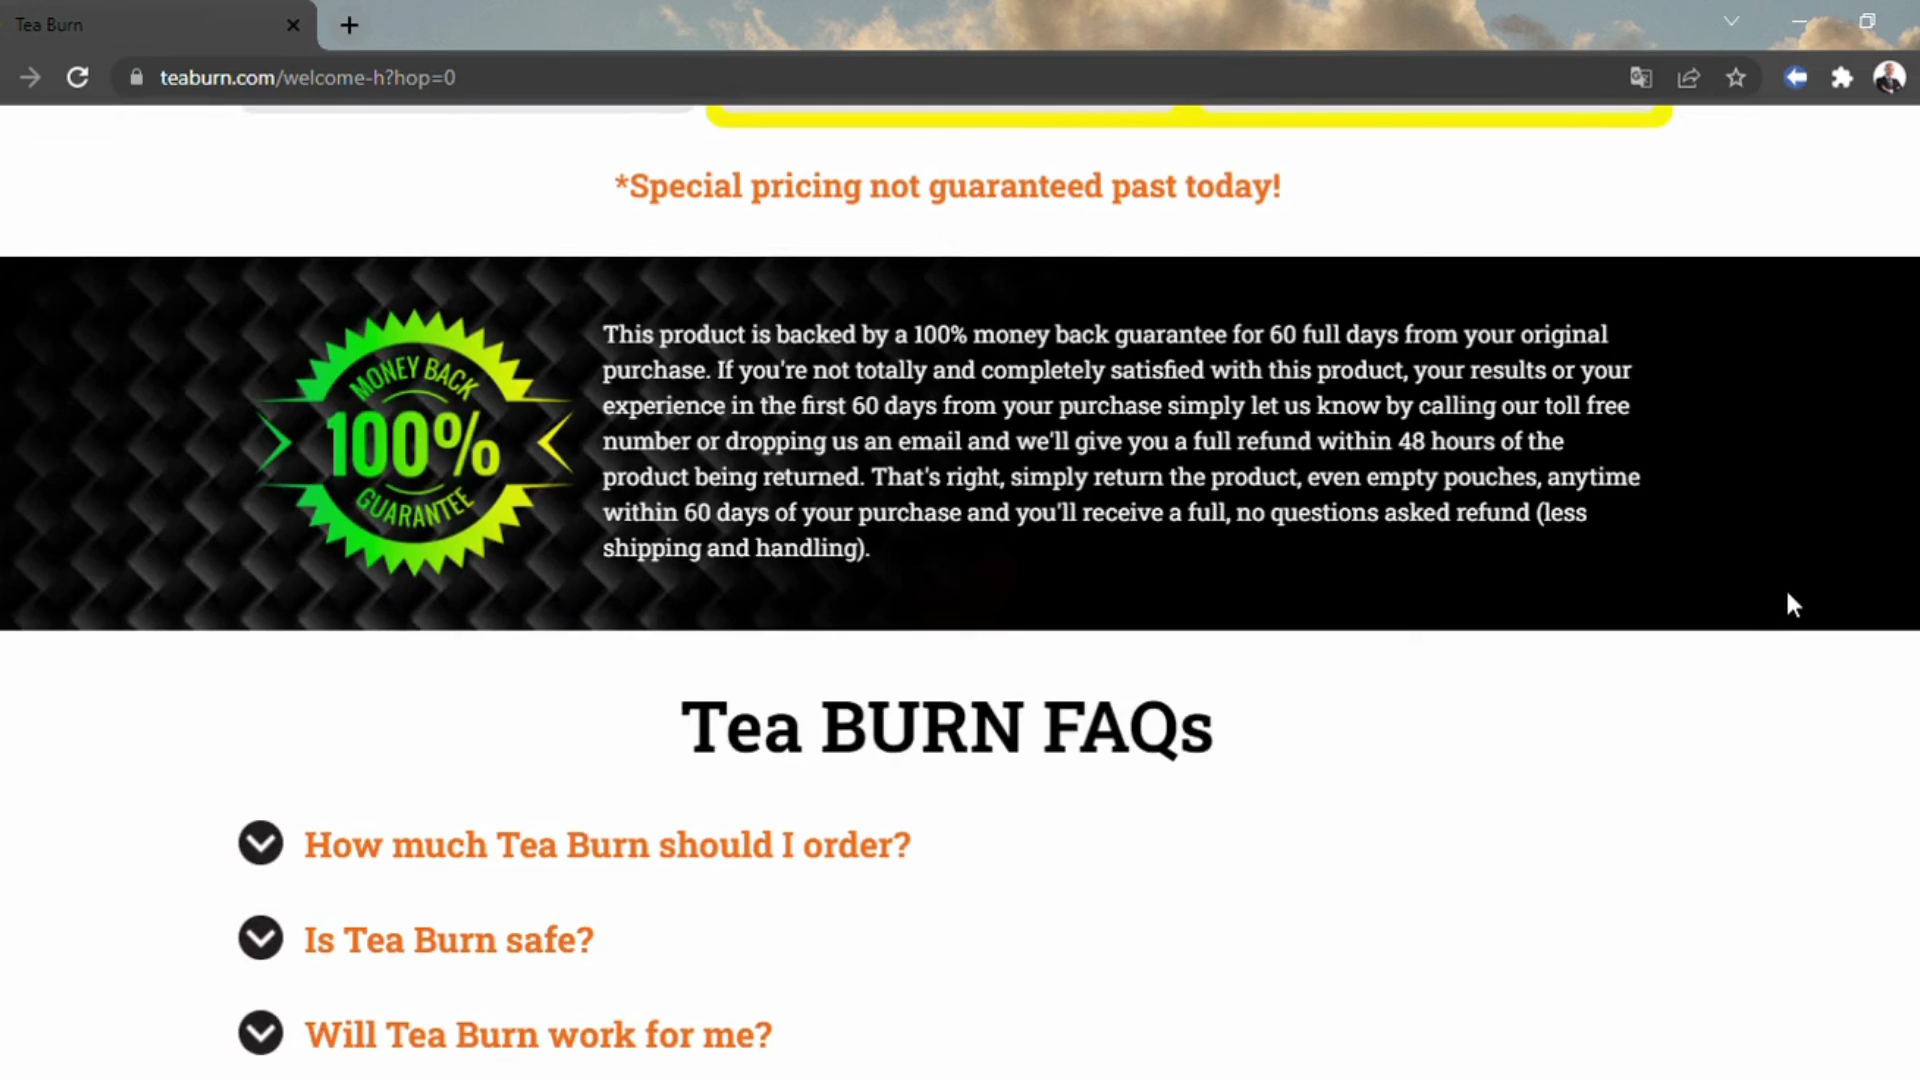 Tea Burn
teaburn.com/welcome-h?hop=0
*Special pricing not guaranteed past today!
MONEY BACK
100%
GUARANTEE
This product is backed by a 100% money back guarantee for 60 full days from your original
purchase. If you're not totally and completely satisfied with this product, your results or your
experience in the first 60 days from your purchase simply let us know by calling our toll free
number or dropping us an email and we'll give you a full refund within 48 hours of the
product being returned. That's right, simply return the product, even empty pouches, anytime
within 60 days of your purchase and you'll receive a full, no questions asked refund (less
shipping and handling).
Tea BURN FAQs
How much Tea Burn should I order?
Is Tea Burn safe?
Will Tea Burn work for me?